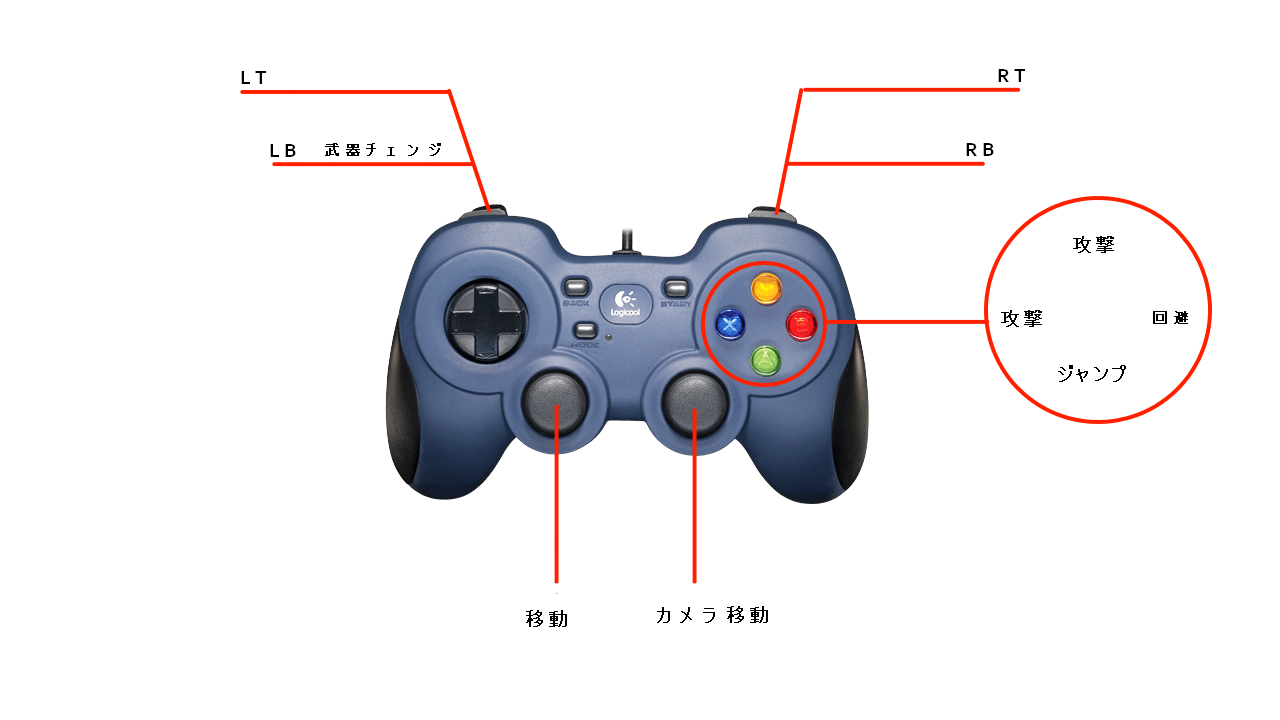 LT
RT
LB 武器チェンジ
RB
攻撃
攻撃
回避
ジャンプ
BACK
START
Logicool
MODE
X
移動
カメラ移動